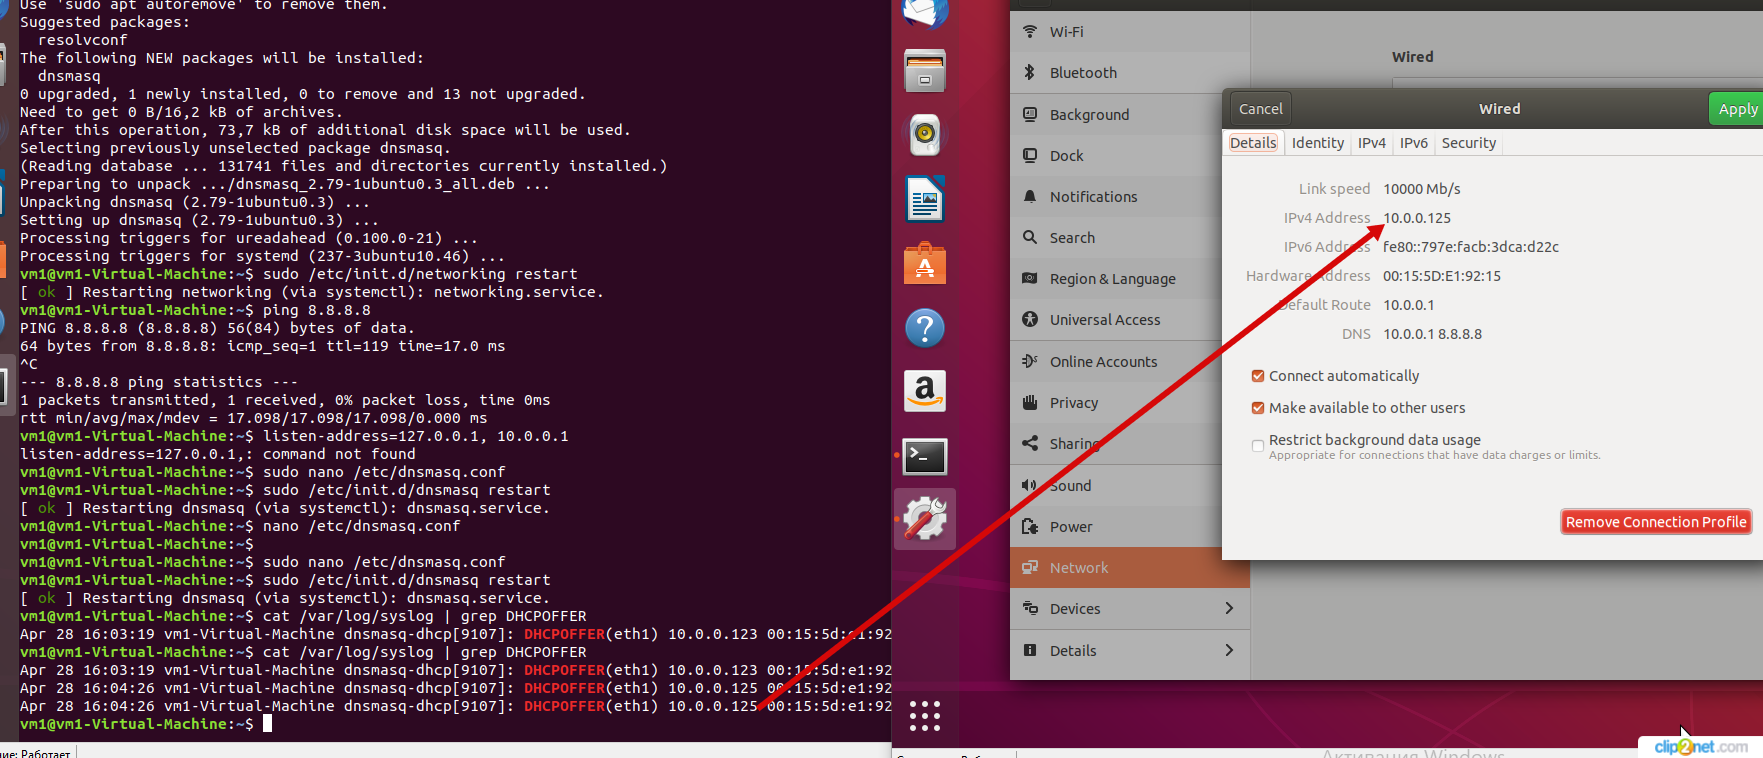 Use 'sudo apt autoremove' to remove them.
Suggested packages:
  resolvconf
The following NEW packages will be installed:
  dnsmasq
0 upgraded, 1 newly installed, 0 to remove and 13 not upgraded.
Need to get 0 B/16,2 kB of archives.
After this operation, 73,7 kB of additional disk space will be used.
Selecting previously unselected package dnsmasq.
(Reading database ... 131741 files and directories currently installed.)
Preparing to unpack .../dnsmasq_2.79-1ubuntu0.3_all.deb ...
Unpacking dnsmasq (2.79-1ubuntu0.3) ...
Setting up dnsmasq (2.79-1ubuntu0.3) ...
Processing triggers for ureadahead (0.100.0-21) ...
Processing triggers for systemd (237-3ubuntu10.46) ...
vm1@vm1-Virtual-Machine:~$ sudo /etc/init.d/networking restart
[ ok ] Restarting networking (via systemctl): networking.service.
vm1@vm1-Virtual-Machine:~$ ping 8.8.8.8
PING 8.8.8.8 (8.8.8.8) 56(84) bytes of data.
64 bytes from 8.8.8.8: icmp_seq=1 ttl=119 time=17.0 ms
^C
--- 8.8.8.8 ping statistics ---
1 packets transmitted, 1 received, 0% packet loss, time 0ms
rtt min/avg/max/mdev = 17.098/17.098/17.098/0.000 ms
vm1@vm1-Virtual-Machine:~$ listen-address=127.0.0.1, 10.0.0.1
listen-address=127.0.0.1,: command not found
vm1@vm1-Virtual-Machine:~$ sudo nano /etc/dnsmasq.conf
vm1@vm1-Virtual-Machine:~$ sudo /etc/init.d/dnsmasq restart
[ ok ] Restarting dnsmasq (via systemctl): dnsmasq.service.
vm1@vm1-Virtual-Machine:~$ nano /etc/dnsmasq.conf
vm1@vm1-Virtual-Machine:~$
vm1@vm1-Virtual-Machine:~$ sudo nano /etc/dnsmasq.conf
vm1@vm1-Virtual-Machine:~$ sudo /etc/init.d/dnsmasq restart
[ ok ] Restarting dnsmasq (via systemctl): dnsmasq.service.
vm1@vm1-Virtual-Machine:~$ cat /var/log/syslog | grep DHCPOFFER
Apr 28 16:03:19 vm1-Virtual-Machine dnsmasq-dhcp[9107]: DHCPOFFER(eth1) 10.0.0.123 00:15:5d:e1:92
vm1@vm1-Virtual-Machine:~$ cat /var/log/syslog | grep DHCPOFFER
Apr 28 16:03:19 vm1-Virtual-Machine dnsmasq-dhcp[9107]: DHCPOFFER(eth1) 10.0.0.123 00:15:5d:e1:92
Apr 28 16:04:26 vm1-Virtual-Machine dnsmasq-dhcp[9107]: DHCPOFFER(eth1) 10.0.0.125 00:15:5d:e1:92
Apr 28 16:04:26 vm1-Virtual-Machine dnsmasq-dhcp[9107]: DHCPOFFER(eth1) 10.0.0.125 00:15:5d:e1:92
vm1@vm1-Virtual-Machine:~$
Работает
Wi-Fi
Bluetooth
Background
Dock
Notifications
Search
Region & Language
Universal Access
Online Accounts
Privacy
Sharing
Sound
Power
Network
Devices
Details
Wired
Cancel
Wired
Apply
Details
Identity
IPv4
IPv6
Security
Link speed 10000 Mb/s
IPv4 Address 10.0.0.125
IPv6 Address fe80::797e:facb:3dca:d22c
Hardware Address 00:15:5D:E1:92:15
Default Route 10.0.0.1
DNS 10.0.0.1 8.8.8.8
Connect automatically
Make available to other users
Restrict background data usage
Appropriate for connections that have data charges or limits.
Remove Connection Profile
Активация Windows
clip2net.com